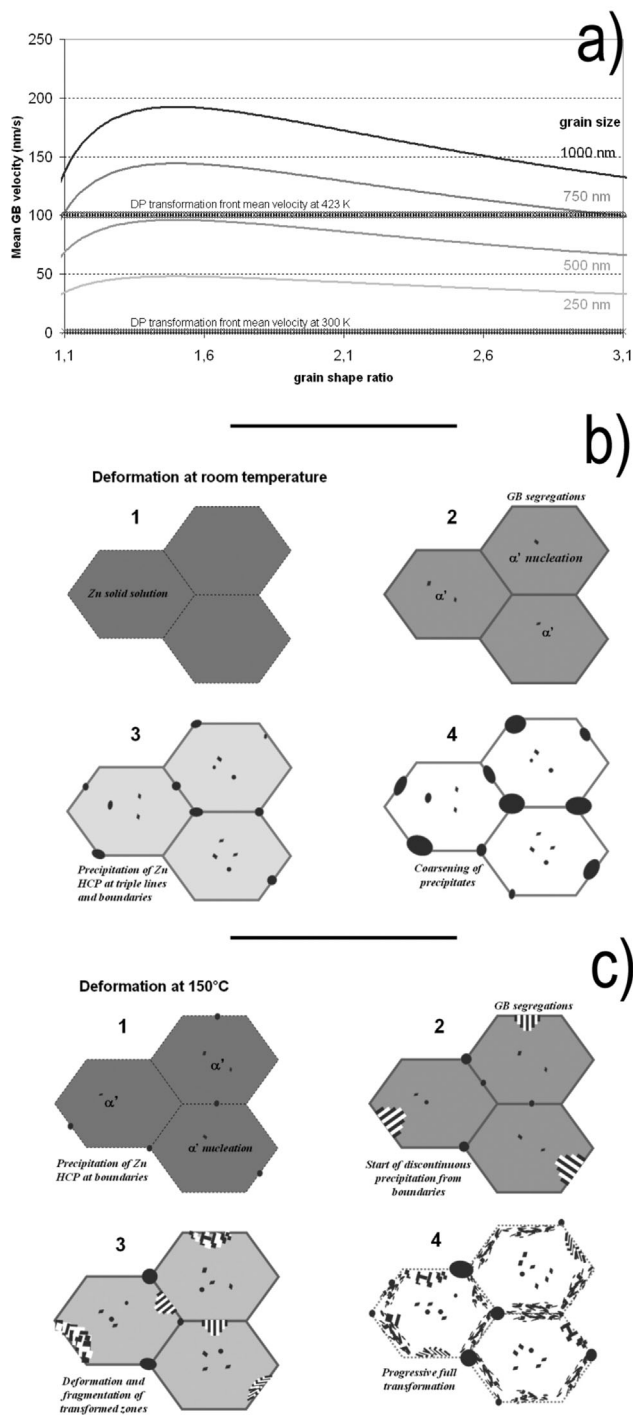 a)
250
200
150
100
50
0
Mean GB velocity (nm/s)
grain size
1000 nm
750 nm
DP transformation front mean velocity at 423 K
500 nm
250 nm
DP transformation front mean velocity at 300 K
1,1
1,6
2,1
2,6
3,1
grain shape ratio
b)
Deformation at room temperature
1
Zn solid solution
2
GB segregations
α' nucleation
α'
α'
3
Precipitation of Zn
HCP at triple lines
and boundaries
4
Coarsening of
precipitates
c)
Deformation at 150°C
1
α'
α'
α' nucleation
Precipitation of Zn
HCP at boundaries
GB segregations
2
Start of discontinuous
precipitation from
boundaries
3
Deformation and
fragmentation of
transformed zones
4
Progressive full
transformation